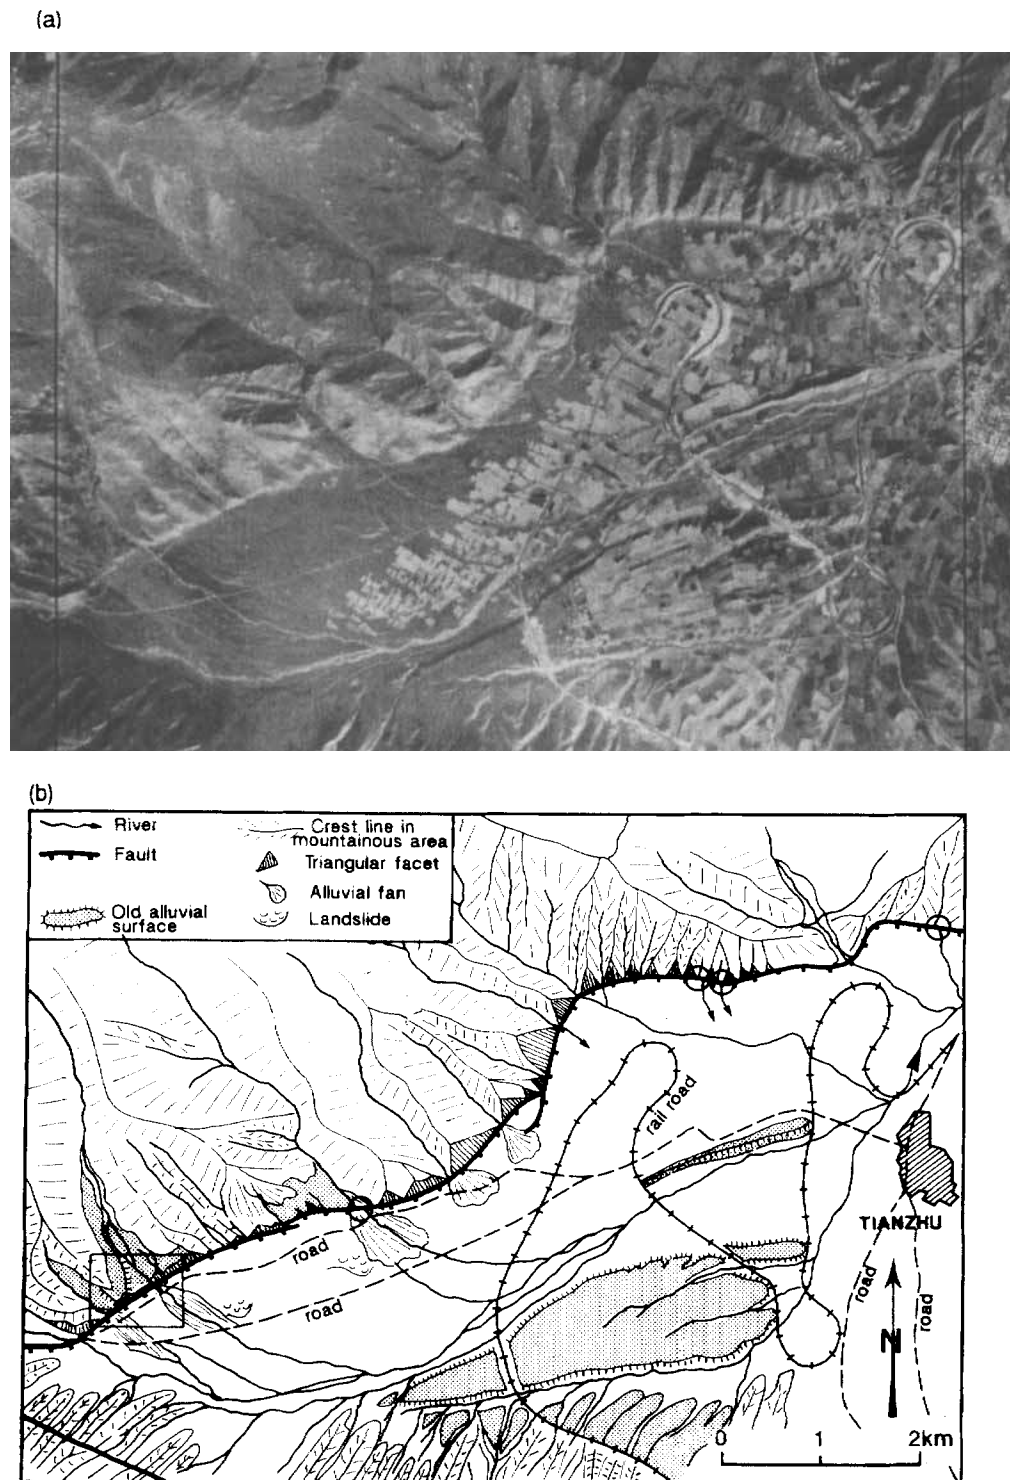 (a)
(b)
River
Fault
Old alluvial
surface
Crest line in
mountainous area
Triangular facet
Alluvial fan
Landslide
rail road
road
road
TIANZHU
road
road
N
0 1 2km